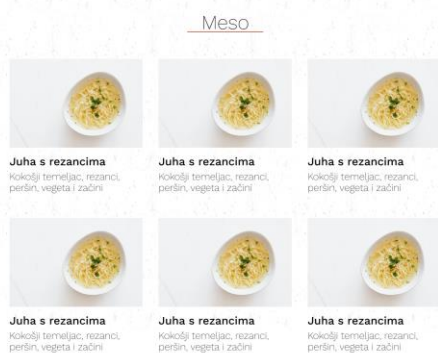 Meso
Juha s rezancima
Kokošji temeljac, rezanci,
peršin, vegeta i začini
Juha s rezancima
Kokošji temeljac, rezanci,
peršin, vegeta i začini
Juha s rezancima
Kokošji temeljac, rezanci,
peršin, vegeta i začini
Juha s rezancima
Kokošji temeljac, rezanci,
peršin, vegeta i začini
Juha s rezancima
Kokošji temeljac, rezanci,
peršin, vegeta i začini
Juha s rezancima
Kokošji temeljac, rezanci,
peršin, vegeta i začini